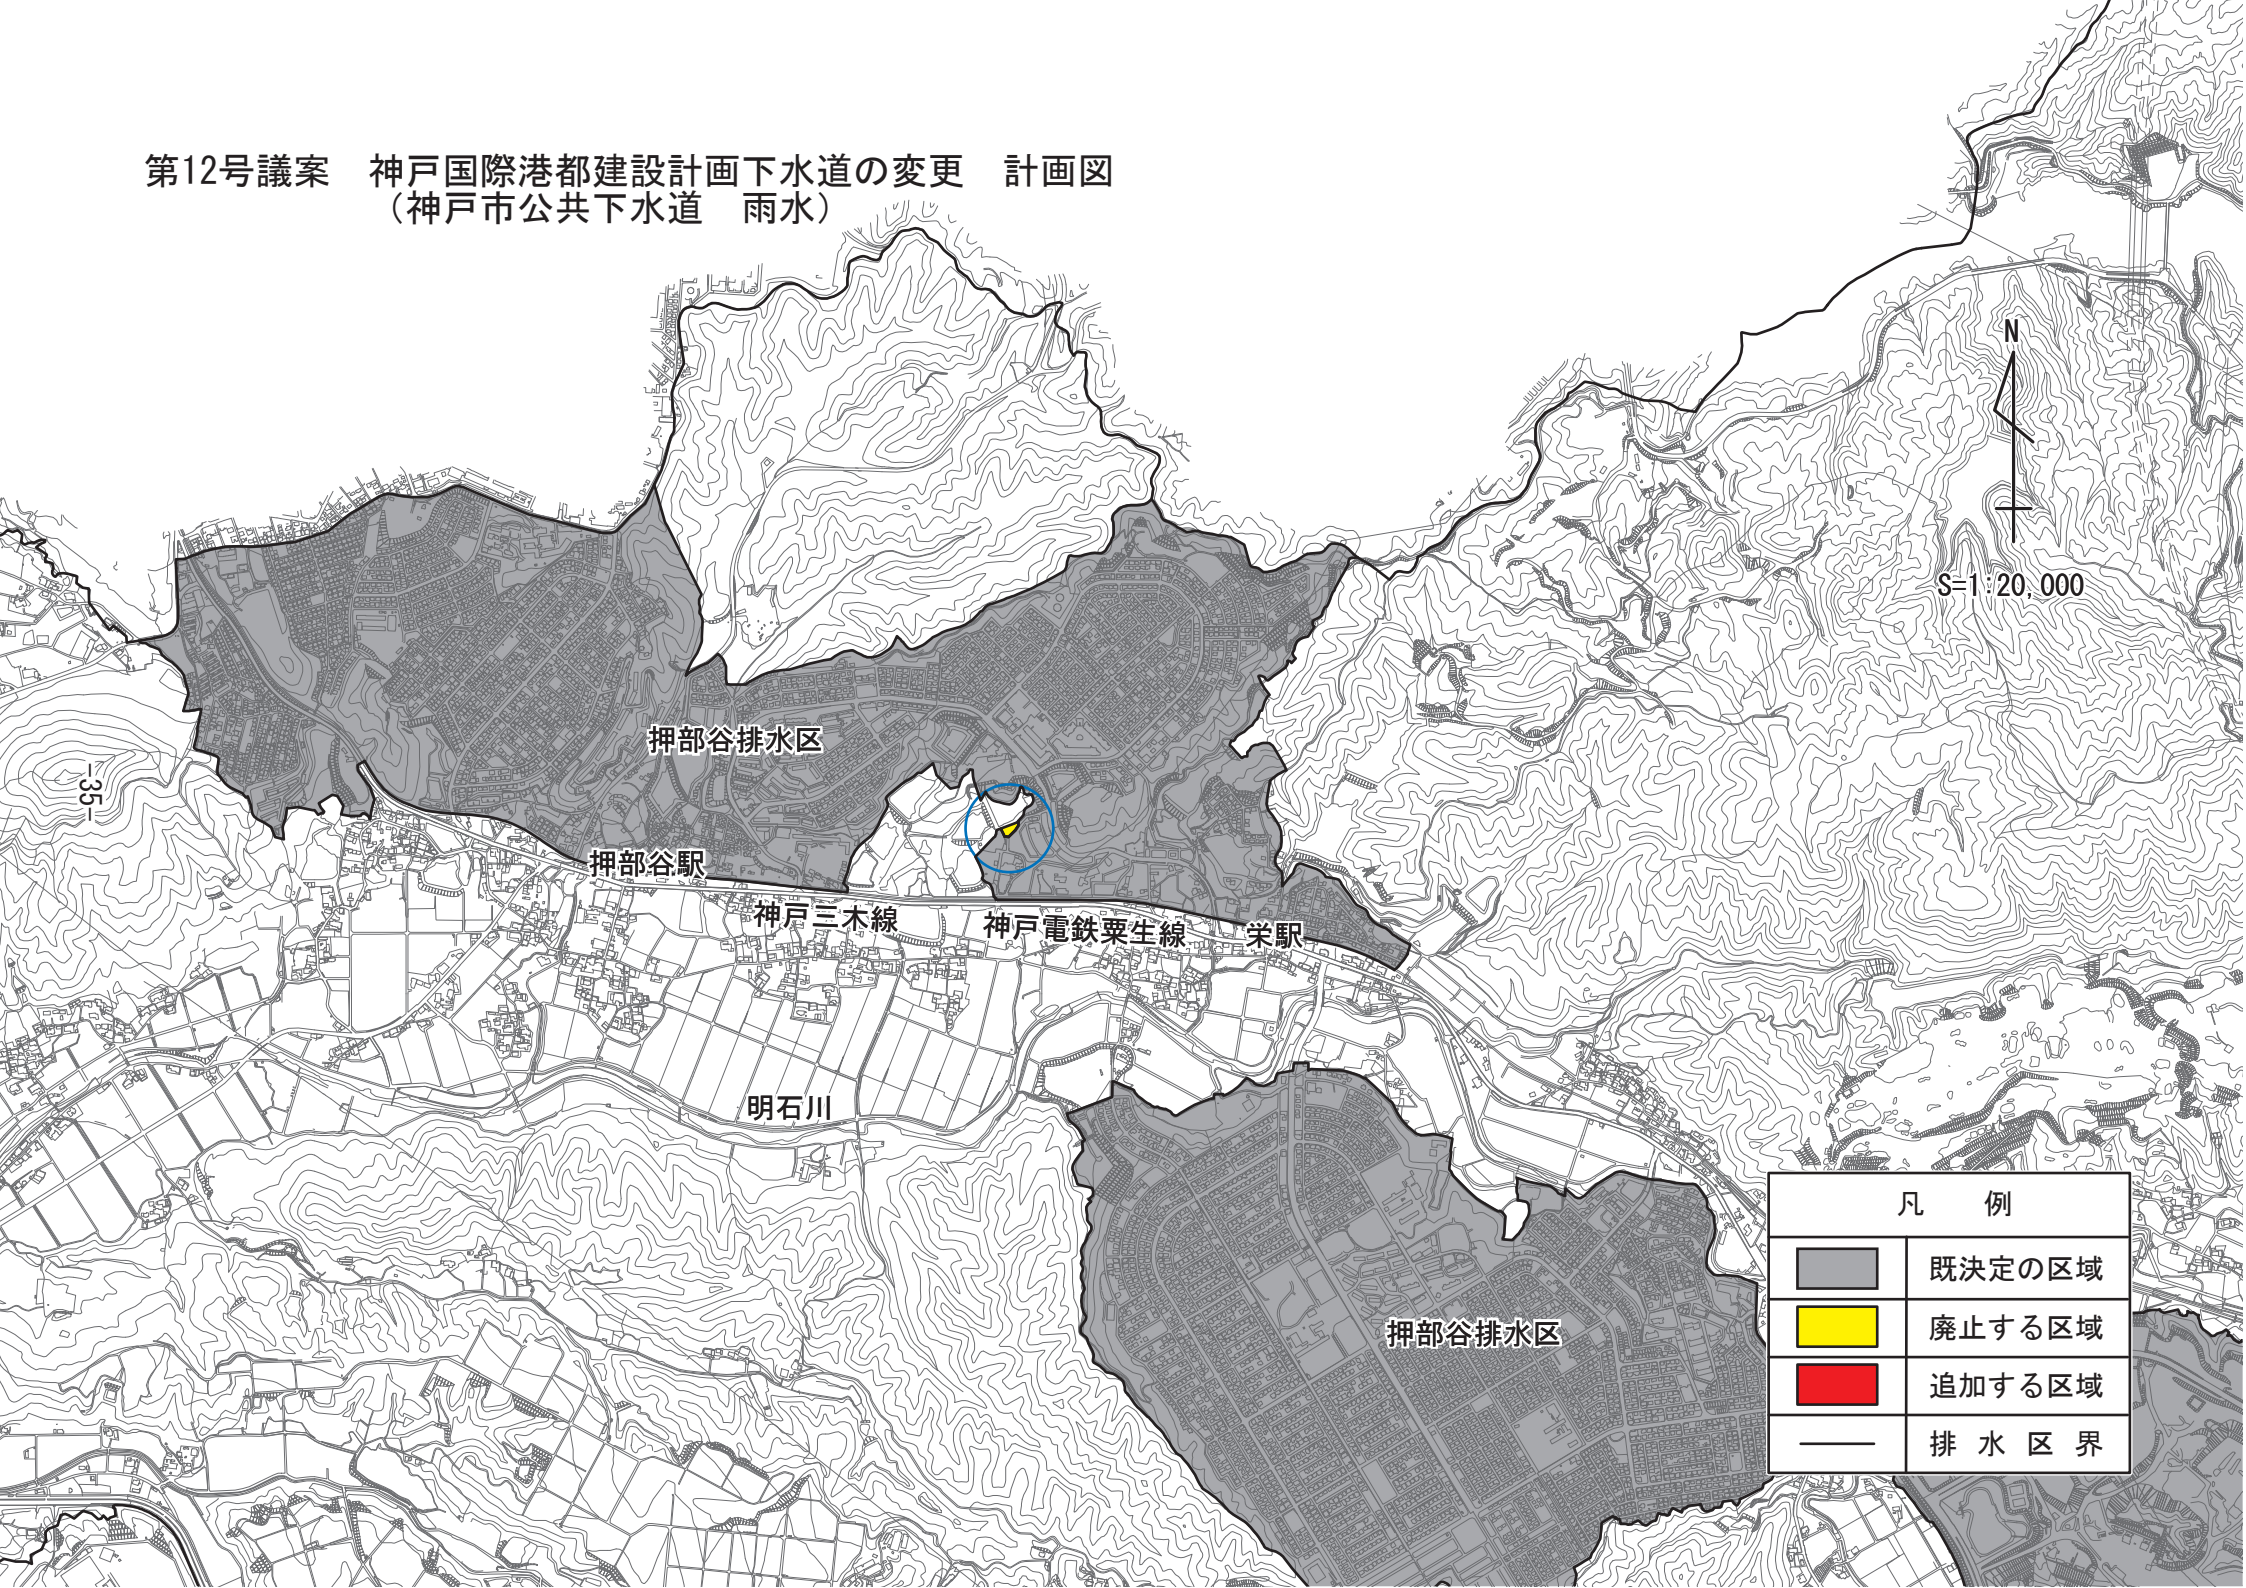 第12号議案　神戸国際港都建設計画下水道の変更　計画図
（神戸市公共下水道　雨水）
N
S=1:20,000
押部谷排水区
-35-
押部谷駅
神戸三木線
神戸電鉄粟生線
栄駅
明石川
押部谷排水区
凡　例
既決定の区域
廃止する区域
追加する区域
排水区界